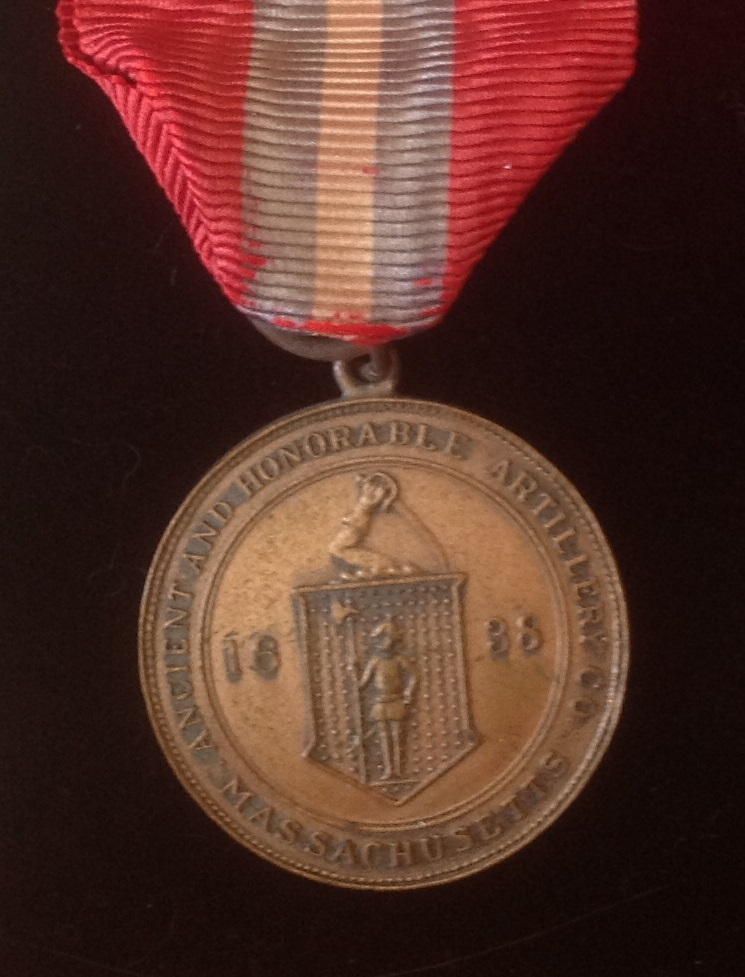 ANCIENT AND HONORABLE ARTILLERY CO.
16 38
MASSACHUSETTS